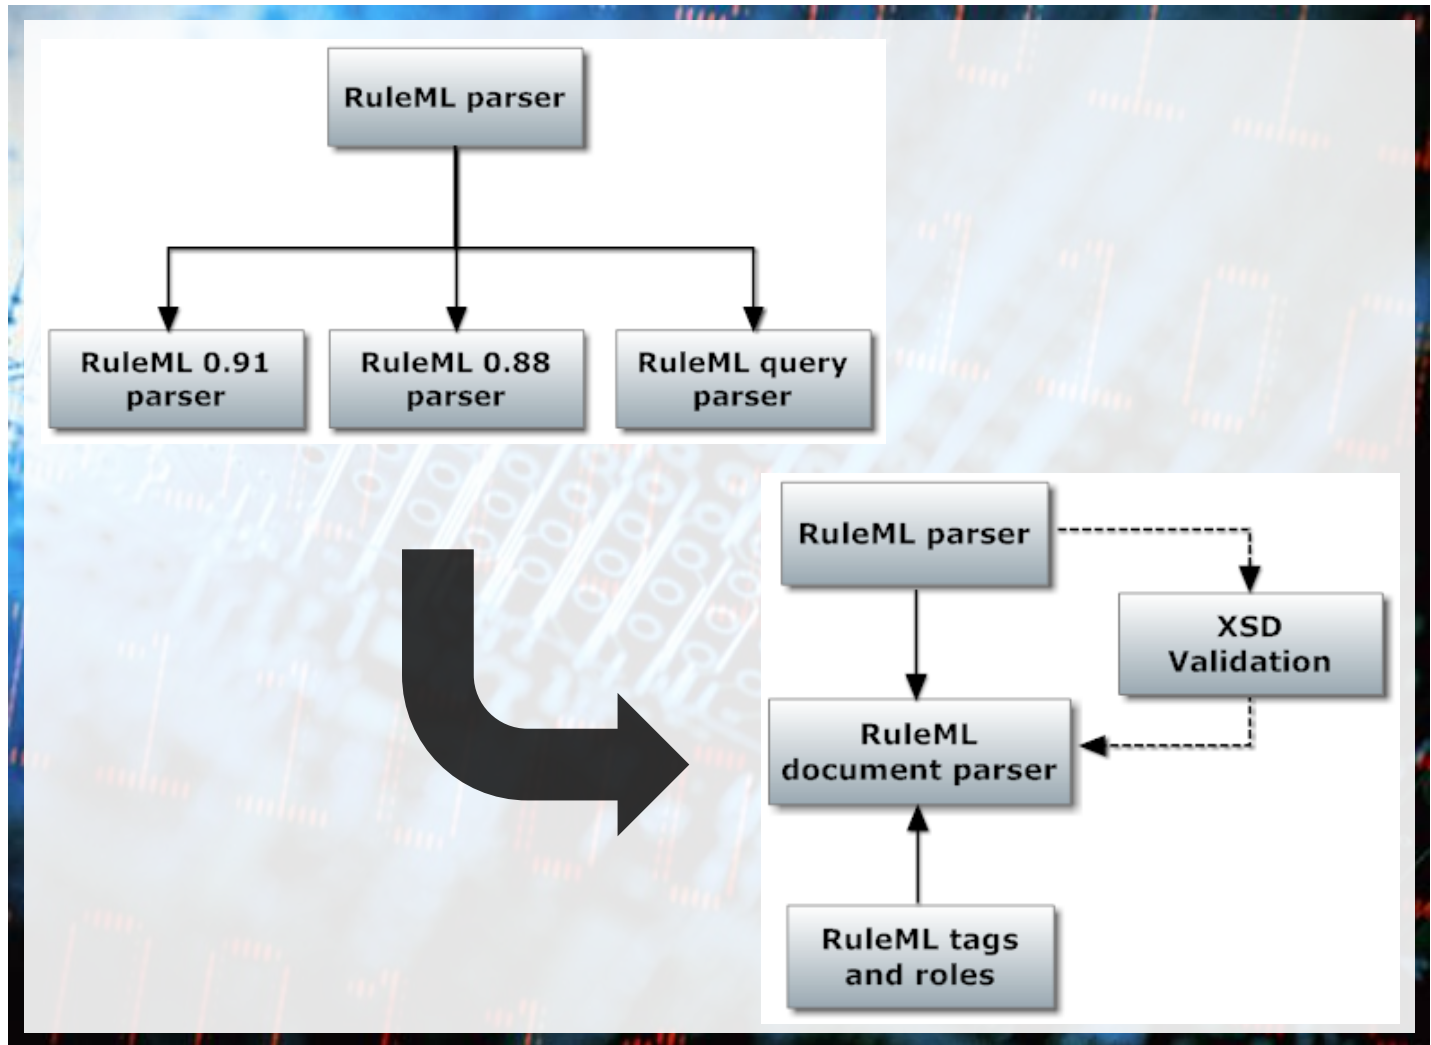 RuleML parser
RuleML 0.91
parser
RuleML 0.88
parser
RuleML query
parser
RuleML parser
XSD
Validation
RuleML
document parser
RuleML tags
and roles